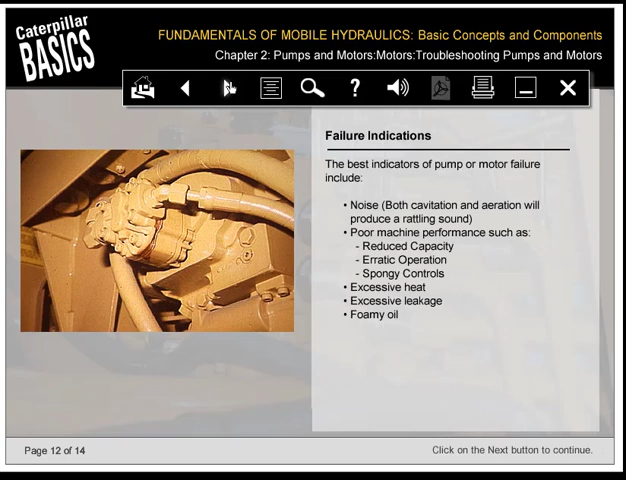 Caterpillar
BASICS
FUNDAMENTALS OF MOBILE HYDRAULICS: Basic Concepts and Components
Chapter 2: Pumps and Motors:Motors:Troubleshooting Pumps and Motors
?
Failure Indications
The best indicators of pump or motor failure
include:
• Noise (Both cavitation and aeration will
produce a rattling sound)
• Poor machine performance such as:
- Reduced Capacity
- Erratic Operation
- Spongy Controls
• Excessive heat
• Excessive leakage
• Foamy oil
Page 12 of 14
Click on the Next button to continue.